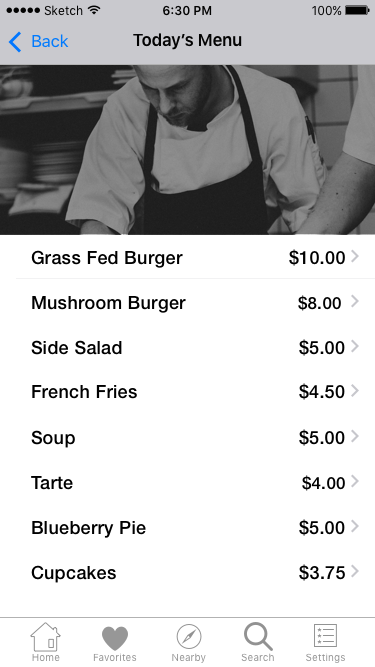 Sketch 6:30 PM 100%
Back Today's Menu
Grass Fed Burger $10.00
Mushroom Burger $8.00
Side Salad $5.00
French Fries $4.50
Soup $5.00
Tarte $4.00
Blueberry Pie $5.00
Cupcakes $3.75
Home Favorites Nearby Search Settings